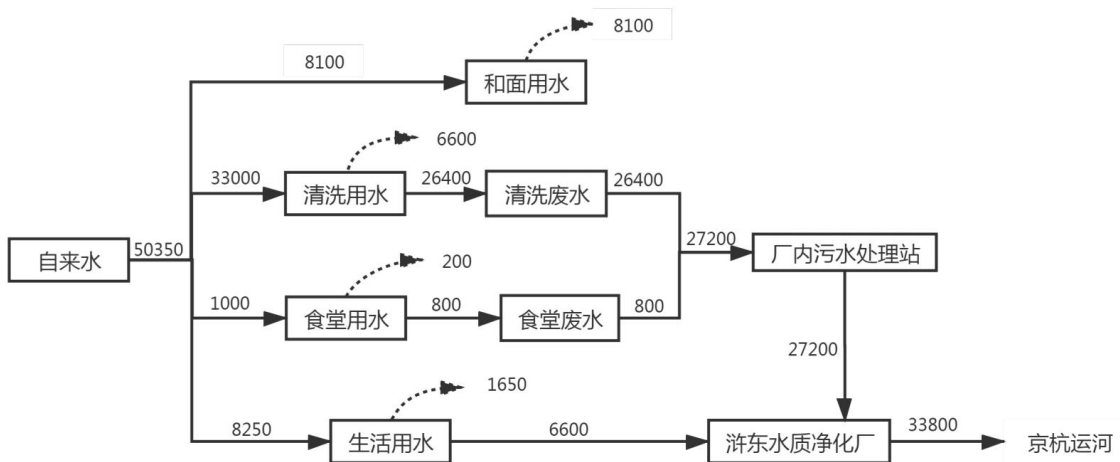 8100
8100
和面用水
6600
33000
清洗用水
26400
清洗废水
26400
自来水
50350
27200
厂内污水处理站
200
1000
食堂用水
800
食堂废水
800
27200
1650
8250
生活用水
6600
浒东水质净化厂
33800
京杭运河